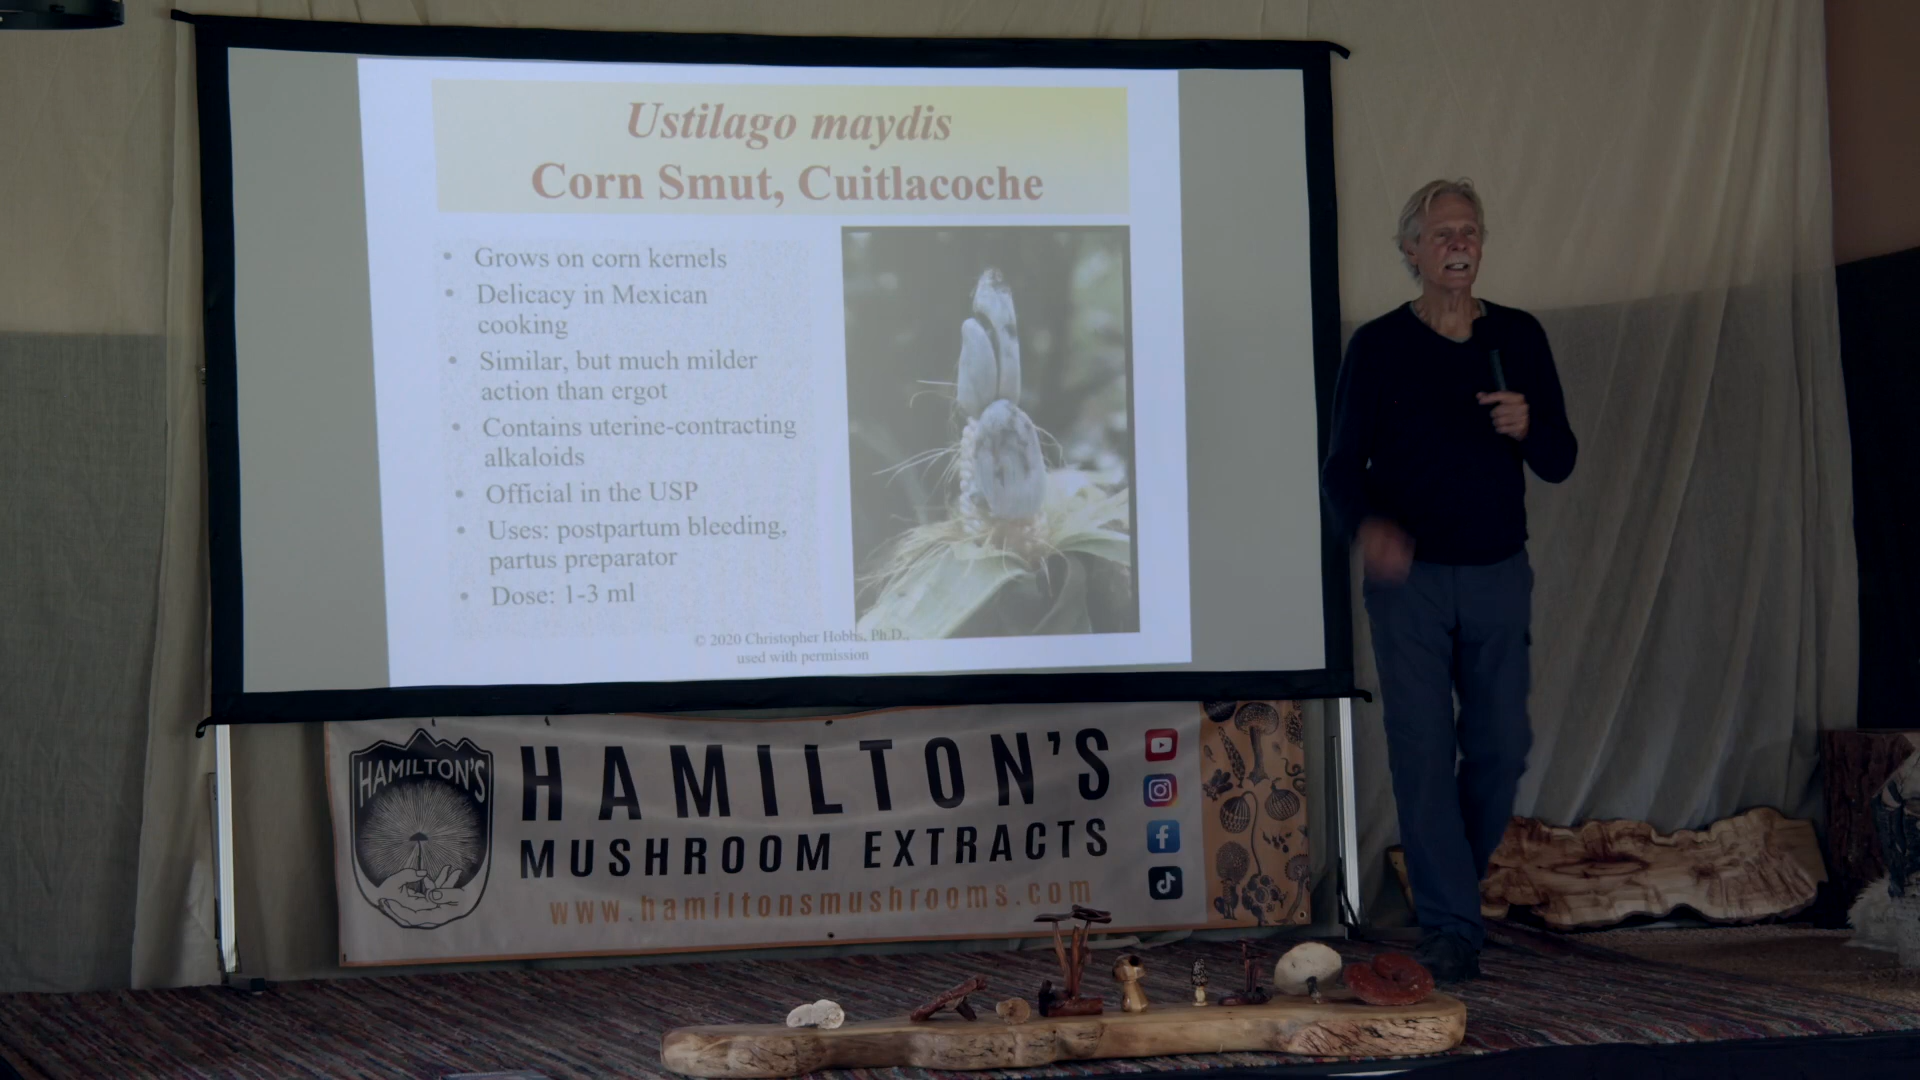 Ustilago maydis
Corn Smut, Cuitlacoche
• Grows on corn kernels
• Delicacy in Mexican
cooking
• Similar, but much milder
action than ergot
• Contains uterine-contracting
alkaloids
• Official in the USP
• Uses: postpartum bleeding,
partus preparator
• Dose: 1-3 ml
© 2020 Christopher Hobbs, Ph.D.,
used with permission
HAMILTON'S
HAMILTON'S
MUSHROOM EXTRACTS
www.hamiltonsmushrooms.com